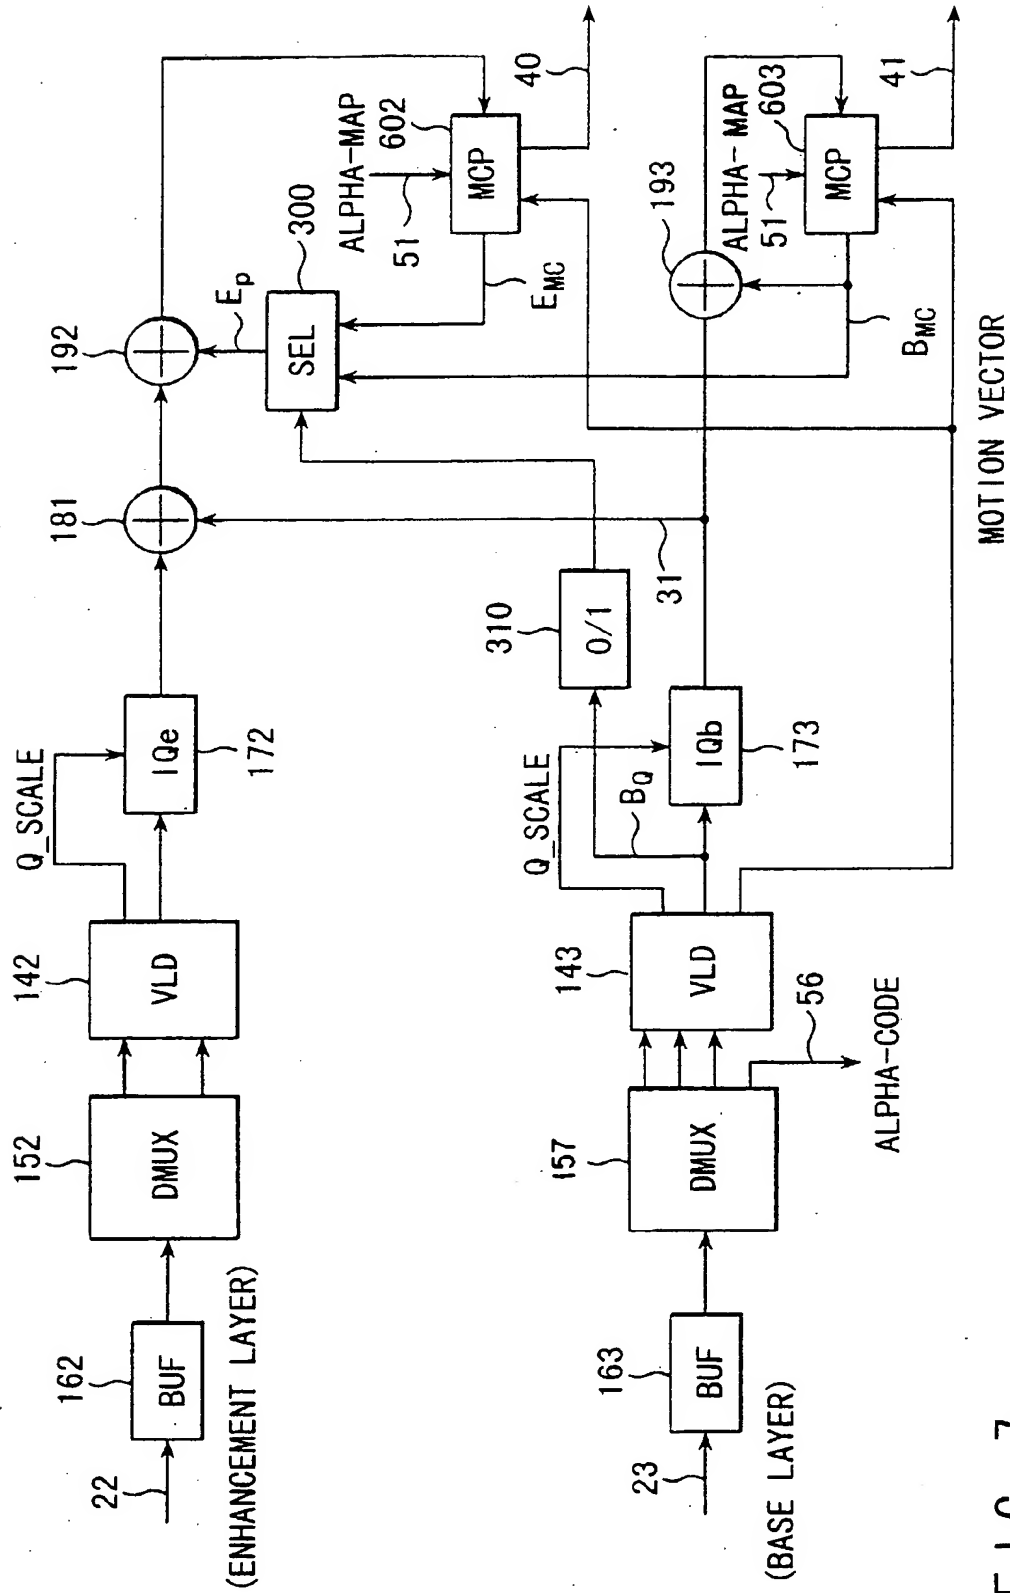 22
162
BUF
(ENHANCEMENT LAYER)
152
DMUX
142
VLD
Q_SCALE
IQe
172
181
192
Ep
300
SEL
EMC
ALPHA-MAP
51
602
MCP
40
23
163
BUF
(BASE LAYER)
157
DMUX
56
ALPHA-CODE
143
VLD
Q_SCALE
BQ
IQb
173
310
0/1
31
193
ALPHA-MAP
51
603
MCP
41
BMC
MOTION VECTOR